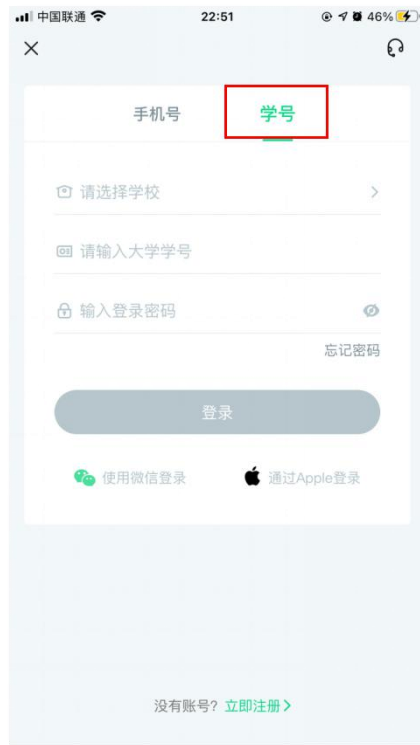 中国联通 22:51 46%
手机号 学号
请选择学校
请输入大学学号
输入登录密码
忘记密码
登录
使用微信登录 通过Apple登录
没有账号? 立即注册